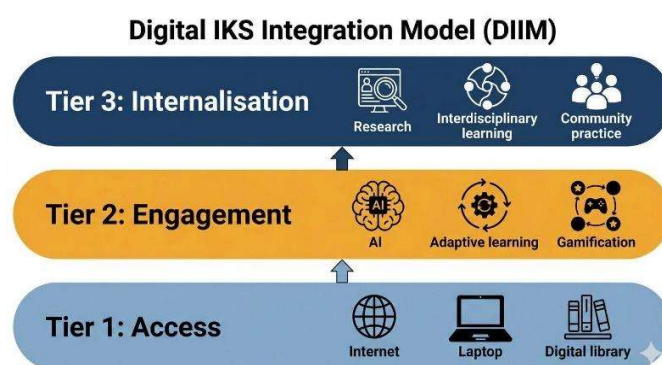 Digital IKS Integration Model (DIIM)
Tier 3: Internalisation
Research
Interdisciplinary
learning
Community
practice
Tier 2: Engagement
AI
AI
Adaptive learning
Gamification
Tier 1: Access
Internet
Laptop
Digital library